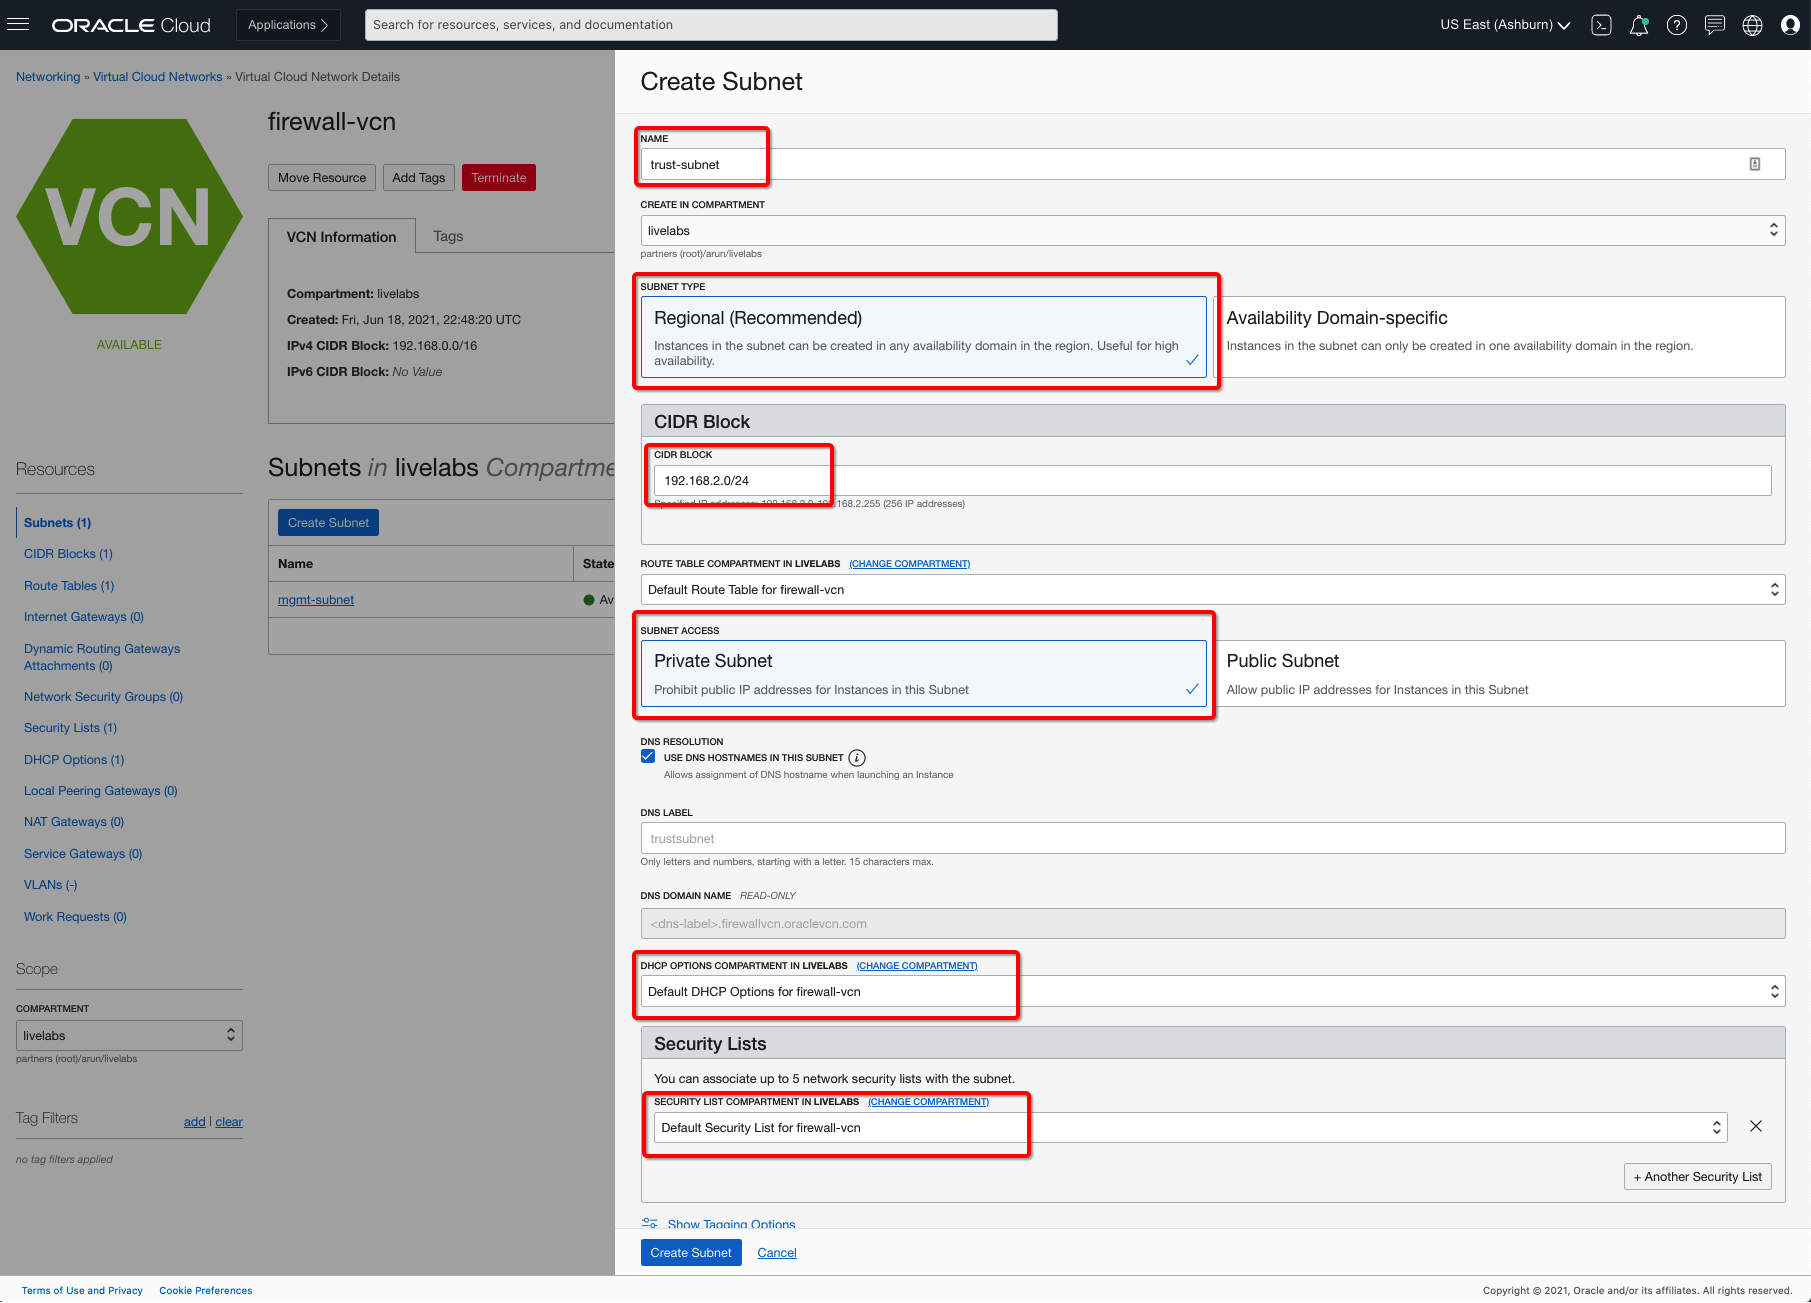 ORACLE Cloud
Applications
Search for resources, services, and documentation
US East (Ashburn)
Networking » Virtual Cloud Networks » Virtual Cloud Network Details
VCN
AVAILABLE
firewall-vcn
Move Resource
Add Tags
Terminate
VCN Information
Tags
Compartment: livelabs
Created: Fri, Jun 18, 2021, 22:48:20 UTC
IPv4 CIDR Block: 192.168.0.0/16
IPv6 CIDR Block: No Value
Resources
Subnets (1)
CIDR Blocks (1)
Route Tables (1)
Internet Gateways (0)
Dynamic Routing Gateways
Attachments (0)
Network Security Groups (0)
Security Lists (1)
DHCP Options (1)
Local Peering Gateways (0)
NAT Gateways (0)
Service Gateways (0)
VLANs (-)
Work Requests (0)
Scope
COMPARTMENT
livelabs
partners (root)/arun/livelabs
Tag Filters
add | clear
no tag filters applied
Subnets in livelabs Compartme
Create Subnet
Name
State
mgmt-subnet
Av
Create Subnet
NAME
trust-subnet
CREATE IN COMPARTMENT
livelabs
partners (root)/arun/livelabs
SUBNET TYPE
Regional (Recommended)
Instances in the subnet can be created in any availability domain in the region. Useful for high
availability.
Availability Domain-specific
Instances in the subnet can only be created in one availability domain in the region.
CIDR Block
CIDR BLOCK
192.168.2.0/24
Specified IP addresses: 192.168.2.0-192.168.2.255 (256 IP addresses)
ROUTE TABLE COMPARTMENT IN LIVELABS (CHANGE COMPARTMENT)
Default Route Table for firewall-vcn
SUBNET ACCESS
Private Subnet
Prohibit public IP addresses for Instances in this Subnet
Public Subnet
Allow public IP addresses for Instances in this Subnet
DNS RESOLUTION
USE DNS HOSTNAMES IN THIS SUBNET
Allows assignment of DNS hostname when launching an Instance
DNS LABEL
trustsubnet
Only letters and numbers, starting with a letter. 15 characters max.
DNS DOMAIN NAME READ-ONLY
<dns-label>.firewallvcn.oraclevcn.com
DHCP OPTIONS COMPARTMENT IN LIVELABS (CHANGE COMPARTMENT)
Default DHCP Options for firewall-vcn
Security Lists
You can associate up to 5 network security lists with the subnet.
SECURITY LIST COMPARTMENT IN LIVELABS (CHANGE COMPARTMENT)
Default Security List for firewall-vcn
+ Another Security List
Show Tagging Options
Create Subnet
Cancel
Terms of Use and Privacy
Cookie Preferences
Copyright © 2021, Oracle and/or its affiliates. All rights reserved.